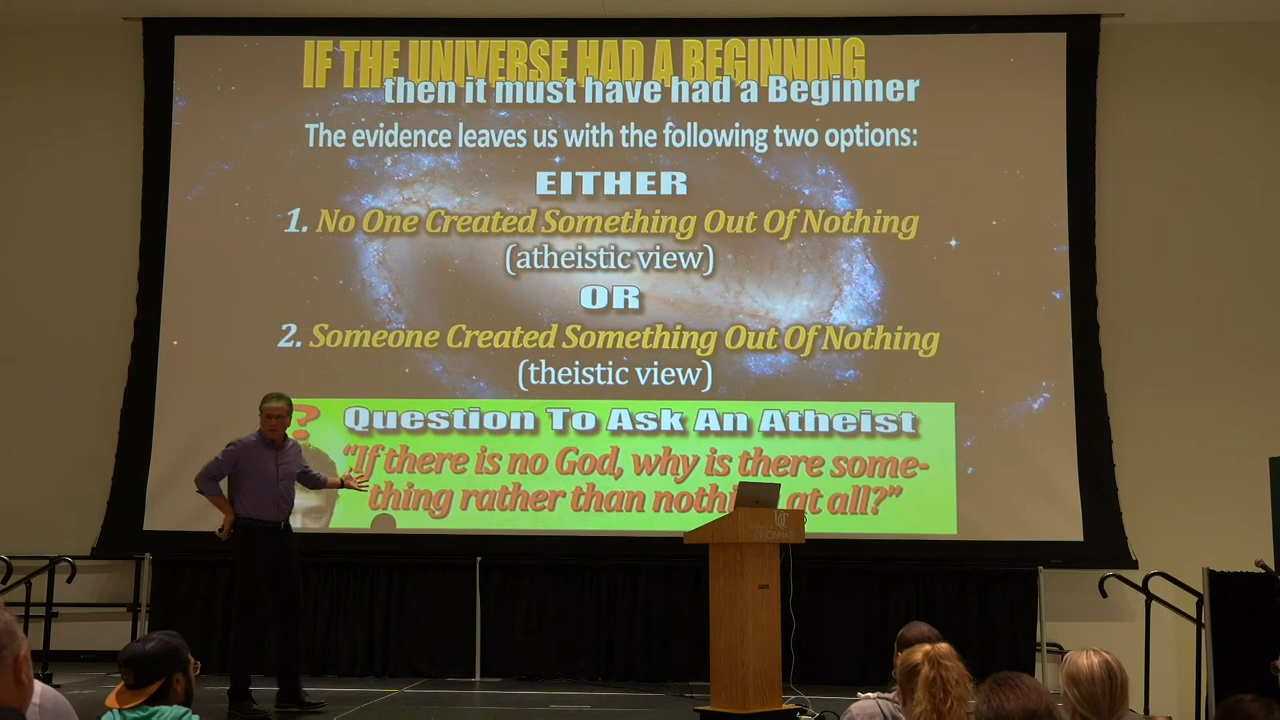 IF THE UNIVERSE HAD A BEGINNING
then it must have had a Beginner
The evidence leaves us with the following two options:
EITHER
1. No One Created Something Out Of Nothing
(atheistic view)
OR
2. Someone Created Something Out Of Nothing
(theistic view)
? Question To Ask An Atheist
“If there is no God, why is there some-
thing rather than nothi at all?”
UC
CINCINNATI